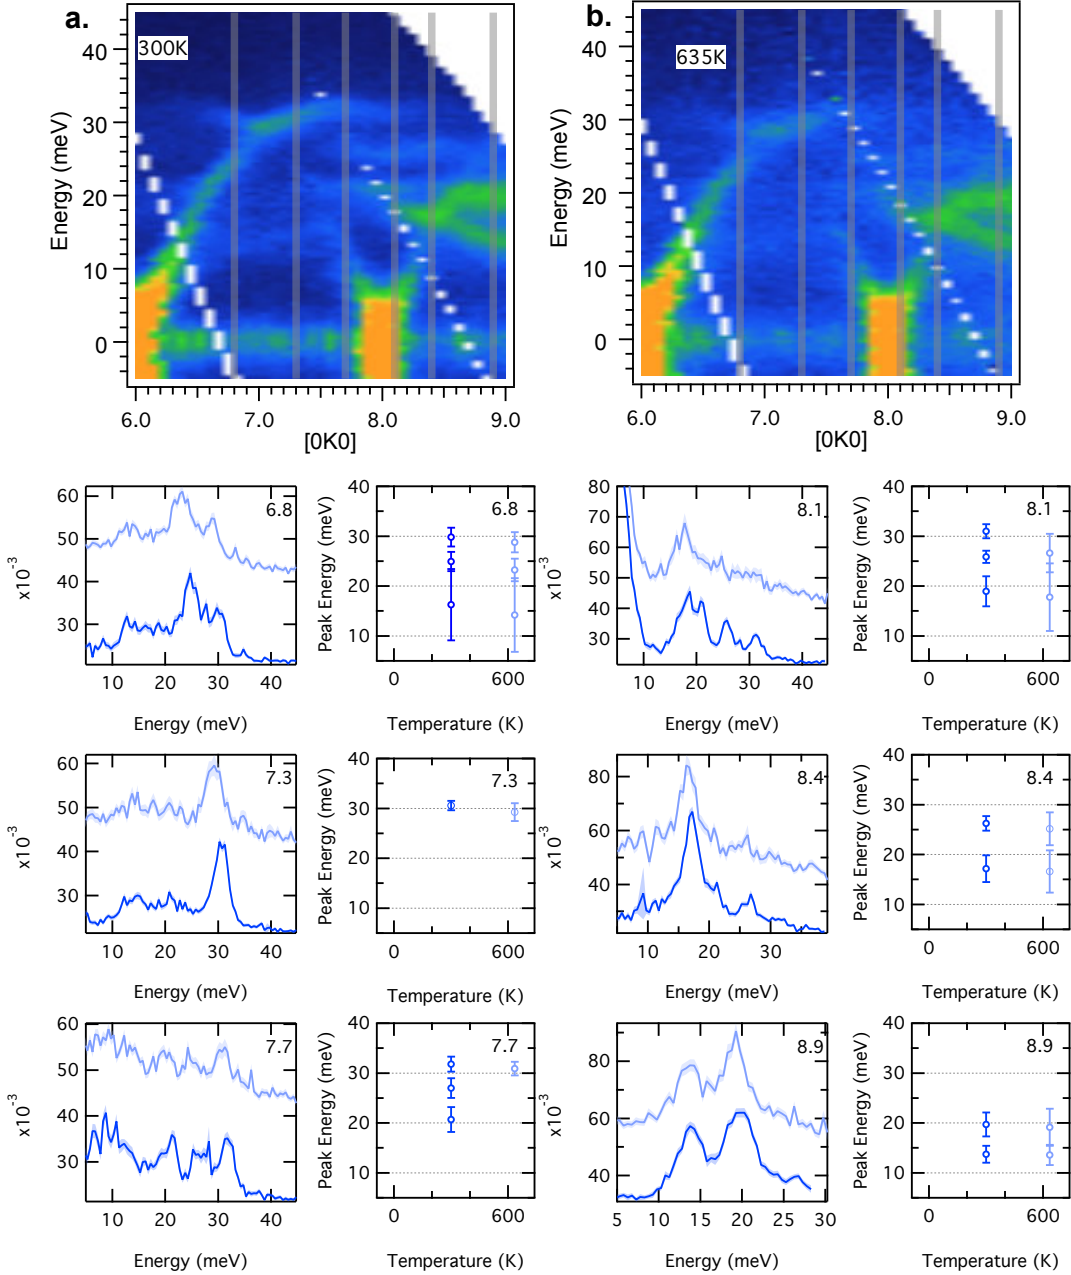 a.
300K
Energy (meV)
40
30
20
10
0
6.0 7.0 8.0 9.0
[0K0]
b.
635K
Energy (meV)
40
30
20
10
0
6.0 7.0 8.0 9.0
[0K0]
6.8
x10⁻³
60
50
40
30
10 20 30 40
Energy (meV)
6.8
Peak Energy (meV)
40
30
20
10
0 600
Temperature (K)
8.1
x10⁻³
80
70
60
50
40
30
10 20 30 40
Energy (meV)
8.1
Peak Energy (meV)
40
30
20
10
0 600
Temperature (K)
7.3
x10⁻³
60
50
40
30
10 20 30 40
Energy (meV)
7.3
Peak Energy (meV)
40
30
20
10
0 600
Temperature (K)
8.4
x10⁻³
80
60
40
10 20 30
Energy (meV)
8.4
Peak Energy (meV)
40
30
20
10
0 600
Temperature (K)
7.7
x10⁻³
60
50
40
30
10 20 30 40
Energy (meV)
7.7
Peak Energy (meV)
40
30
20
10
0 600
Temperature (K)
8.9
x10⁻³
80
60
40
5 10 15 20 25 30
Energy (meV)
8.9
Peak Energy (meV)
40
30
20
10
0 600
Temperature (K)